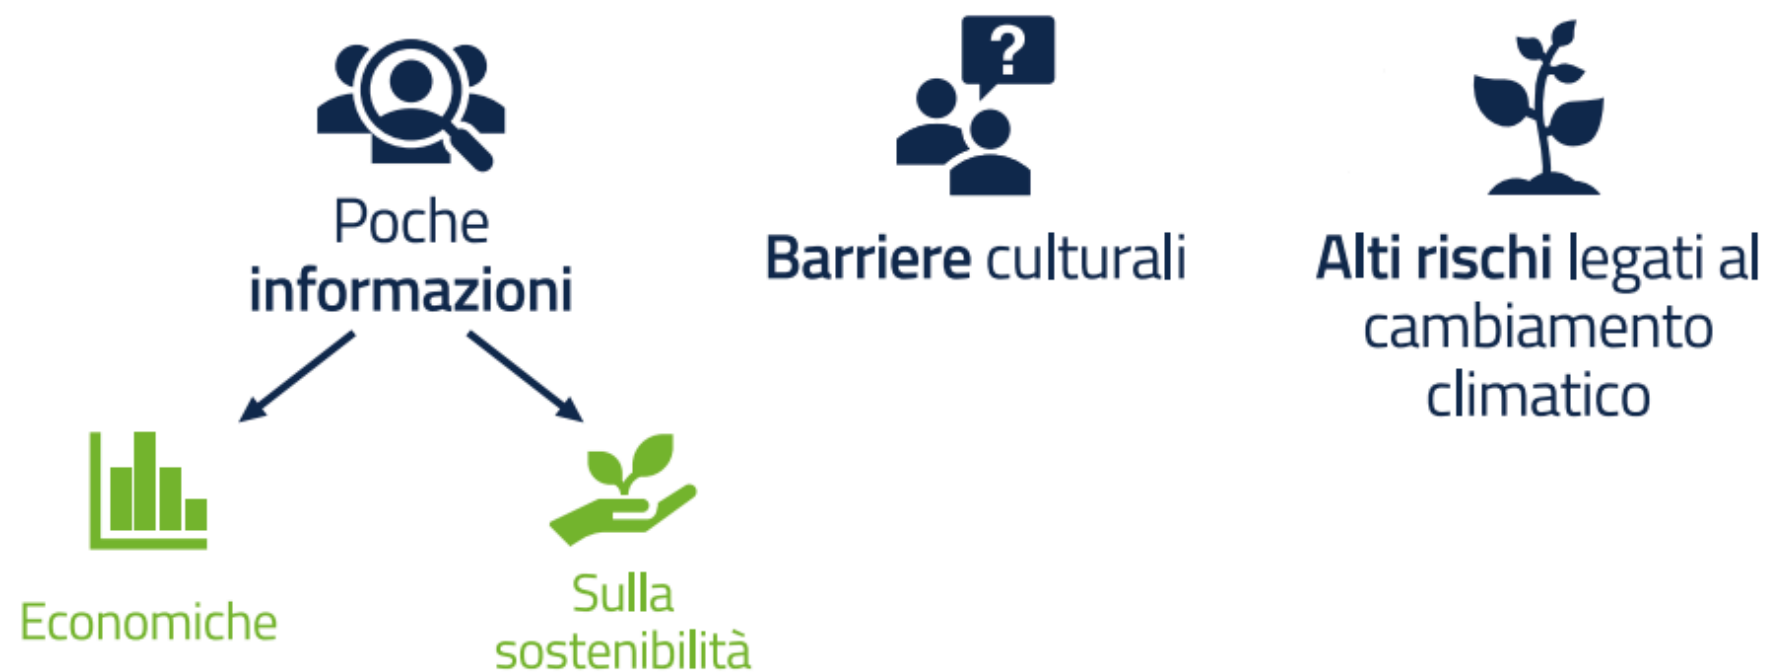 ?
Poche
informazioni
Economiche
Sulla
sostenibilità
Barriere culturali
Alti rischi legati al
cambiamento
climatico